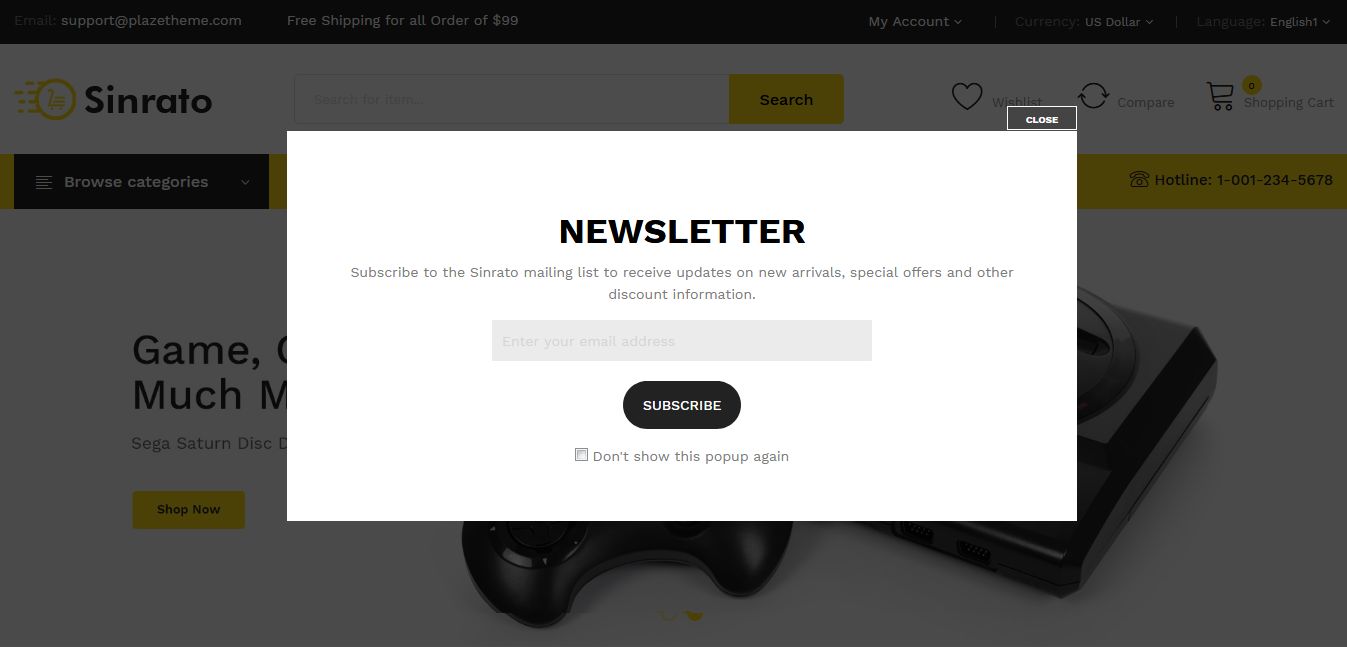 Email: support@plazetheme.com
Free Shipping for all Order of $99
My Account
Currency: US Dollar
Language: English1
Sinrato
Search for item...
Search
Wishlist
Compare
0
Shopping Cart
CLOSE
Browse categories
Hotline: 1-001-234-5678
NEWSLETTER
Subscribe to the Sinrato mailing list to receive updates on new arrivals, special offers and other
discount information.
Enter your email address
SUBSCRIBE
Don't show this popup again
Game,
Much
Sega Saturn Disc
Shop Now